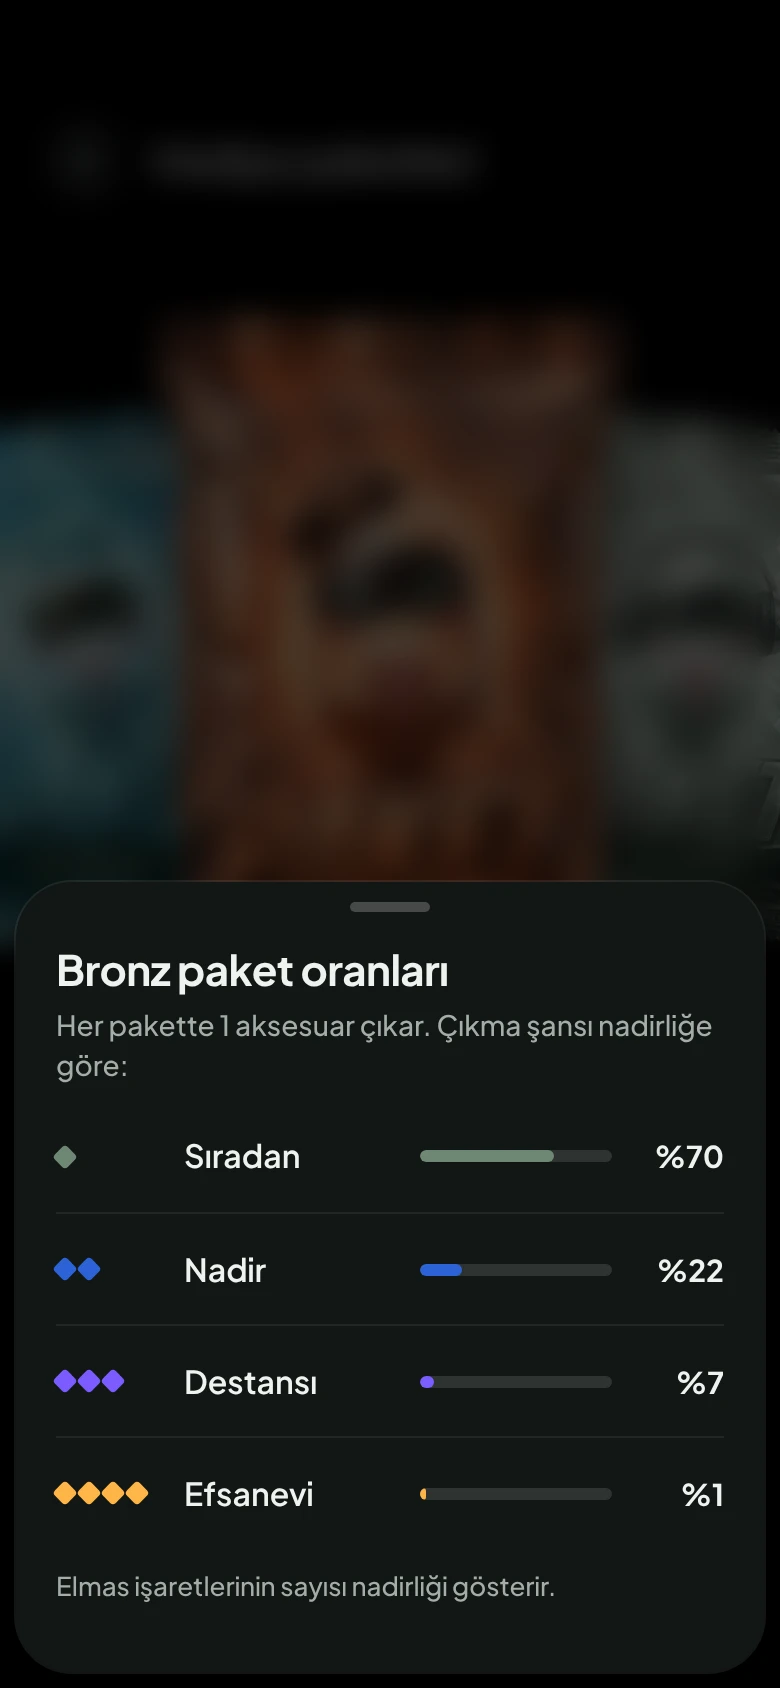 Bronz paket oranları
Her pakette 1 aksesuar çıkar. Çıkma şansı nadirliğe
göre:
Sıradan %70
Nadir %22
Destansı %7
Efsanevi %1
Elmas işaretlerinin sayısı nadirliği gösterir.